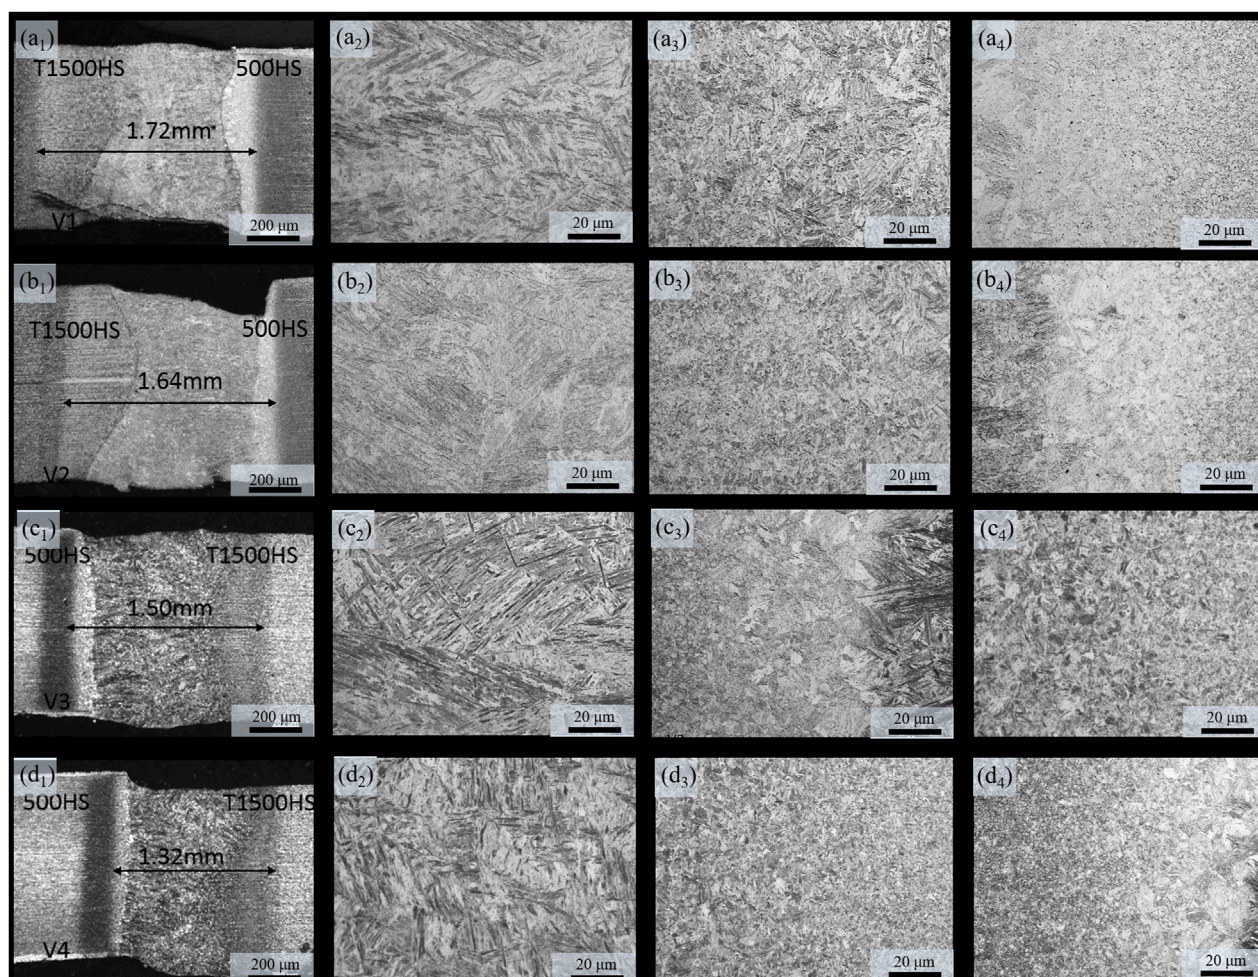 (a1) (a2) (a3) (a4)
T1500HS 500HS
1.72mm
V1
200 μm 20 μm 20 μm 20 μm
(b1) (b2) (b3) (b4)
T1500HS 500HS
1.64mm
V2
200 μm 20 μm 20 μm 20 μm
(c1) (c2) (c3) (c4)
500HS T1500HS
1.50mm
V3
200 μm 20 μm 20 μm 20 μm
(d1) (d2) (d3) (d4)
500HS T1500HS
1.32mm
V4
200 μm 20 μm 20 μm 20 μm